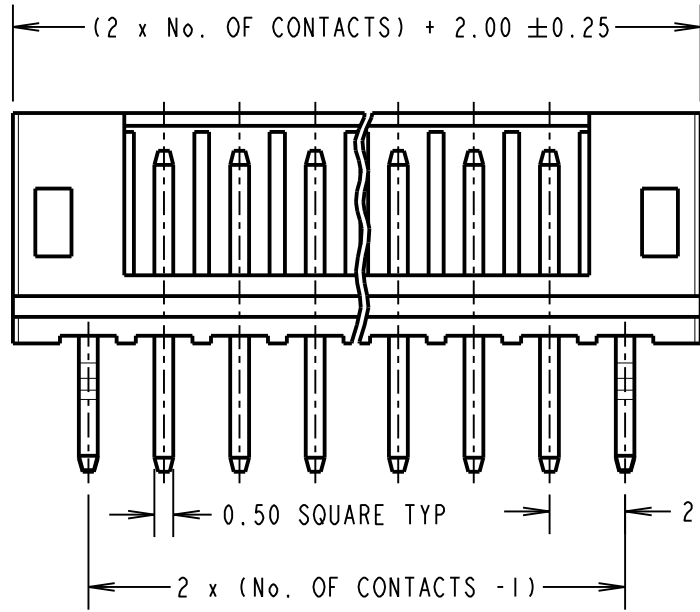 (2 x No. OF CONTACTS) + 2.00 ±0.25
0.50 SQUARE TYP
2
2 x (No. OF CONTACTS -1)